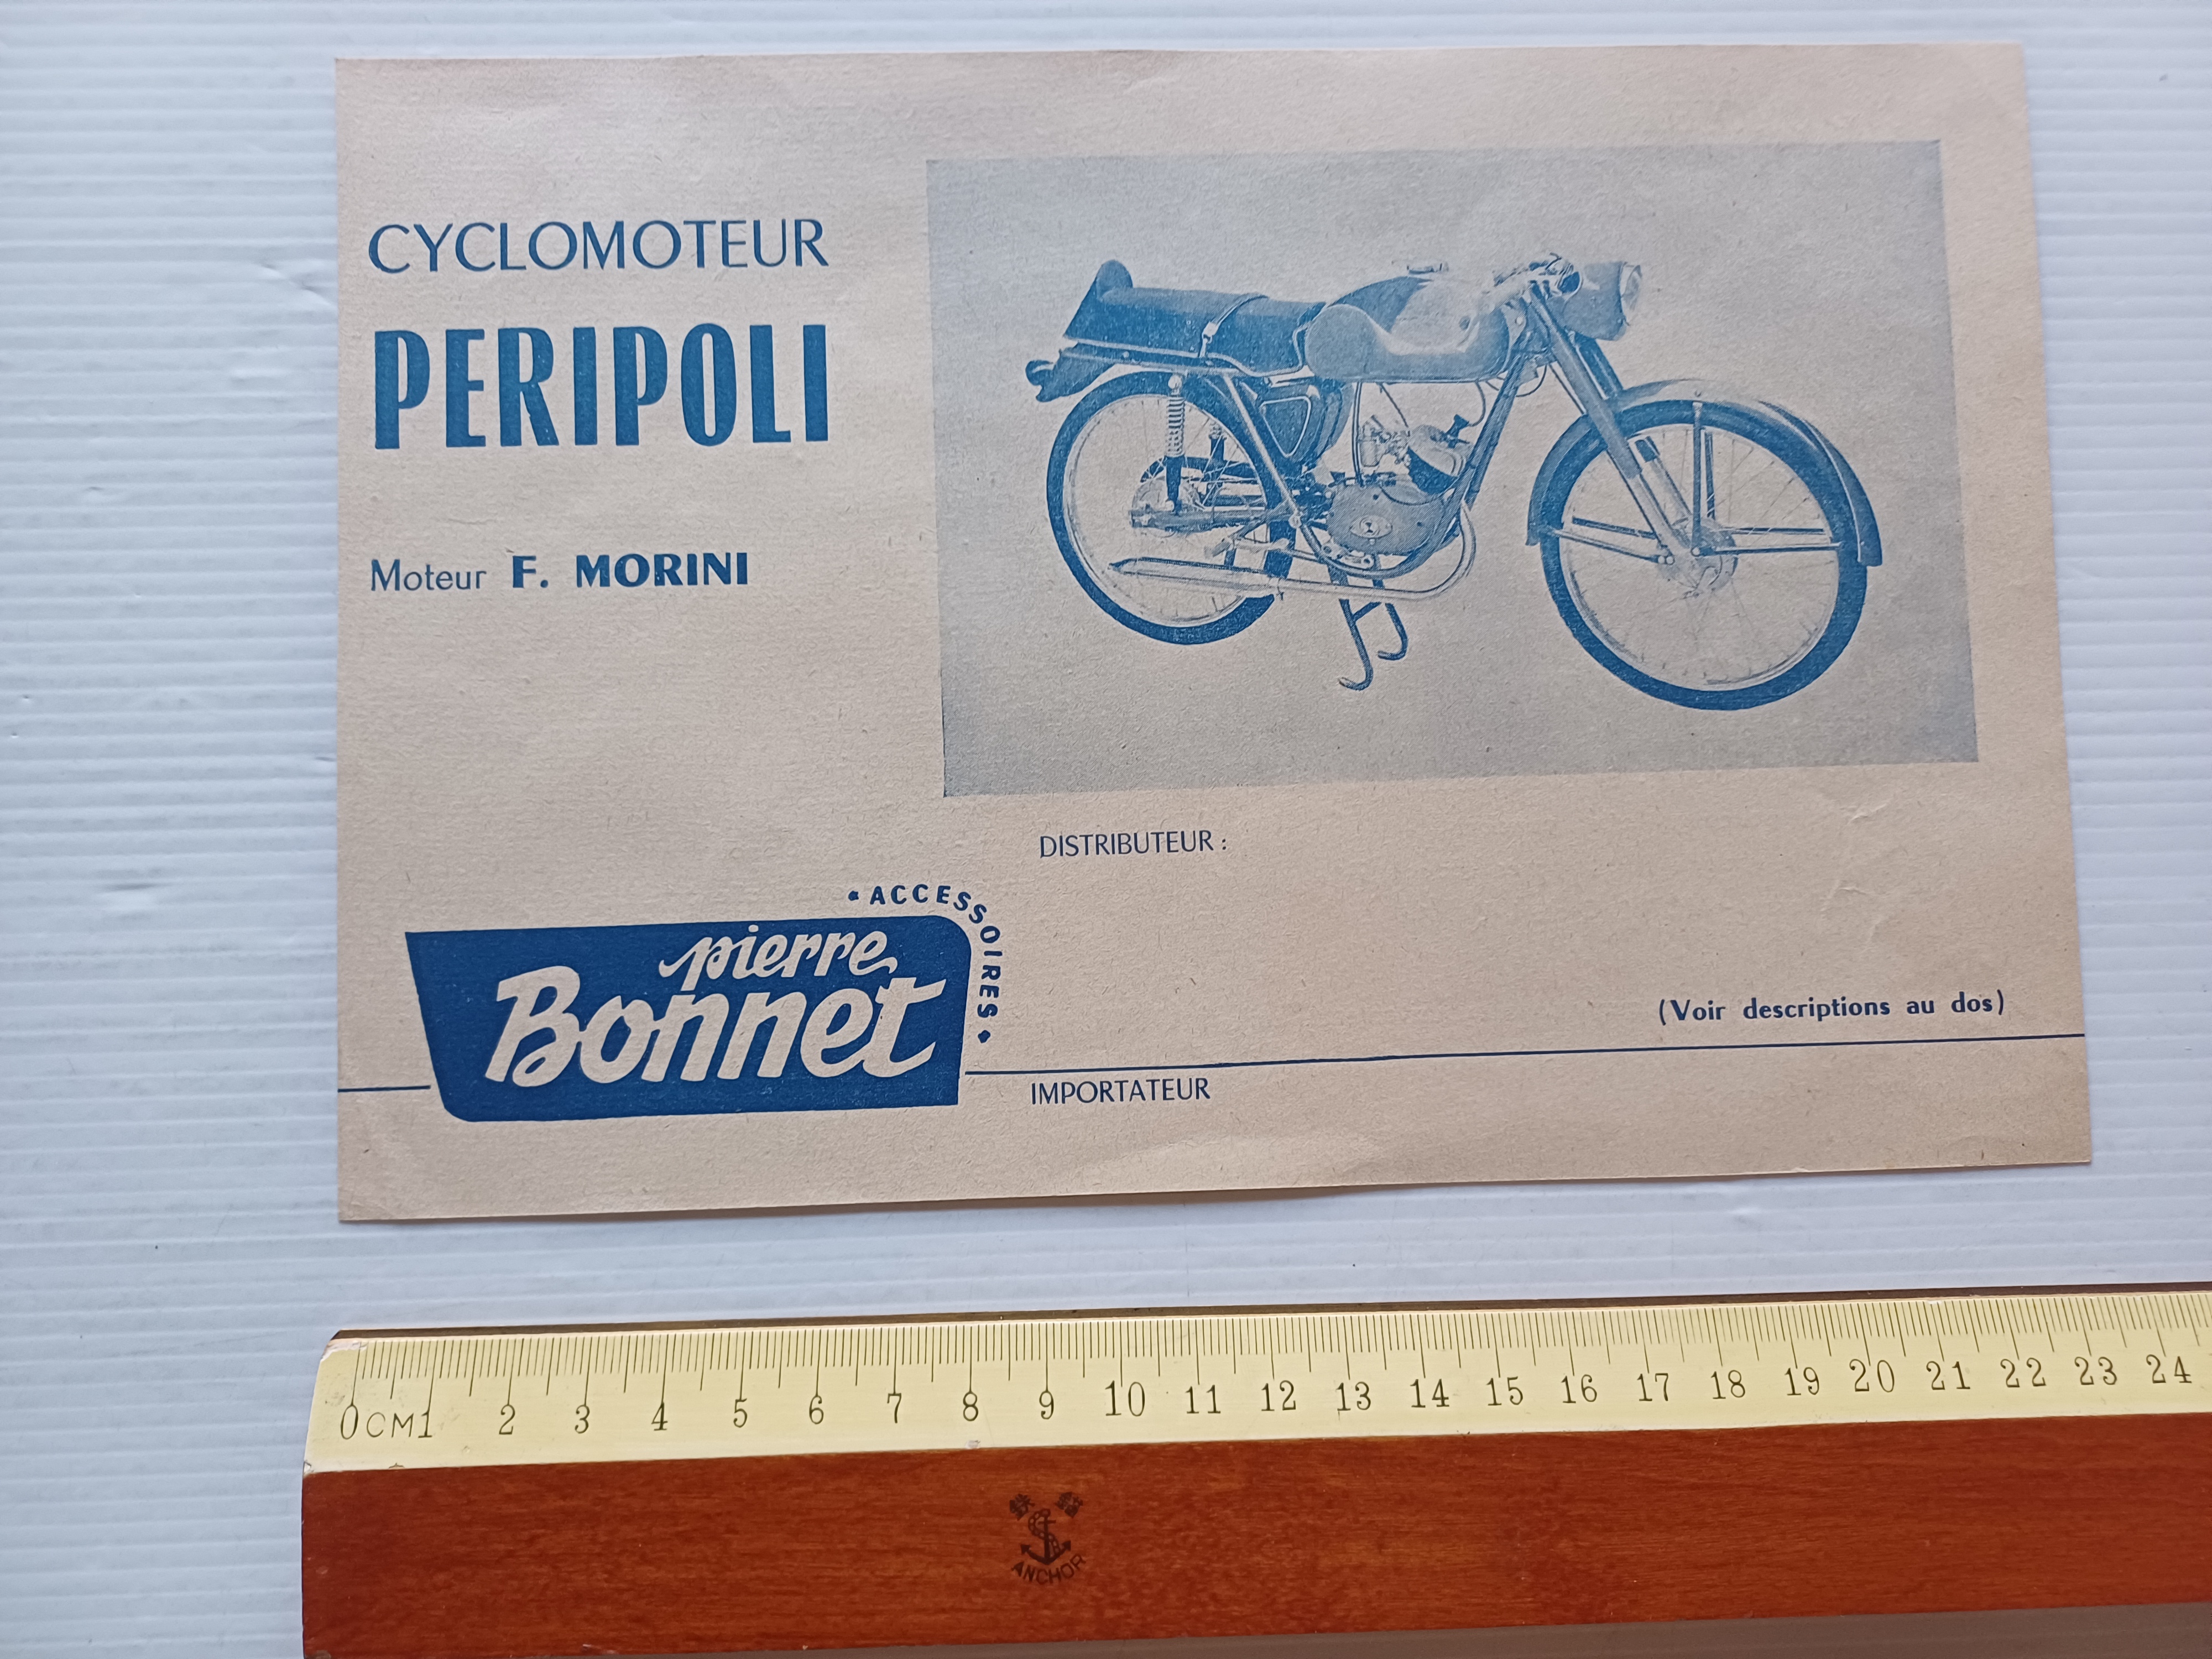 CYCLOMOTEUR
PERIPOLI
Moteur F. MORINI
DISTRIBUTEUR :
ACCESSOIRES
pierre
Bonnet
(Voir descriptions au dos)
IMPORTATEUR
0CM1 2 3 4 5 6 7 8 9 10 11 12 13 14 15 16 17 18 19 20 21 22 23 24
鉄 錨
ANCHOR